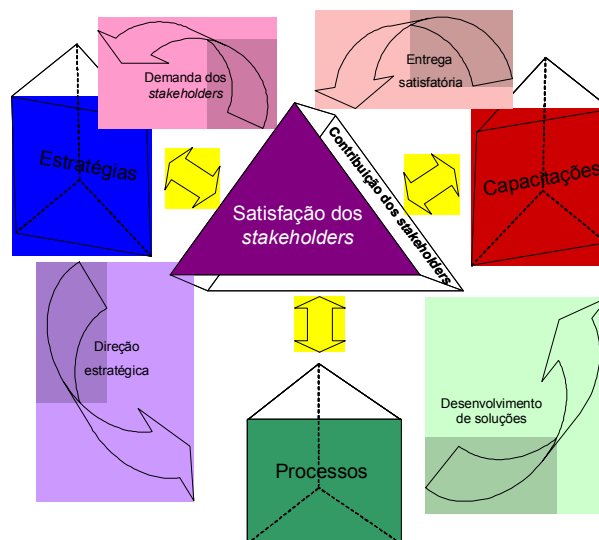 Demanda dos
stakeholders
Entrega
satisfatória
Estratégias
Contribuição dos stakeholders
Capacitações
Satisfação dos
stakeholders
Direção
estratégica
Desenvolvimento
de soluções
Processos